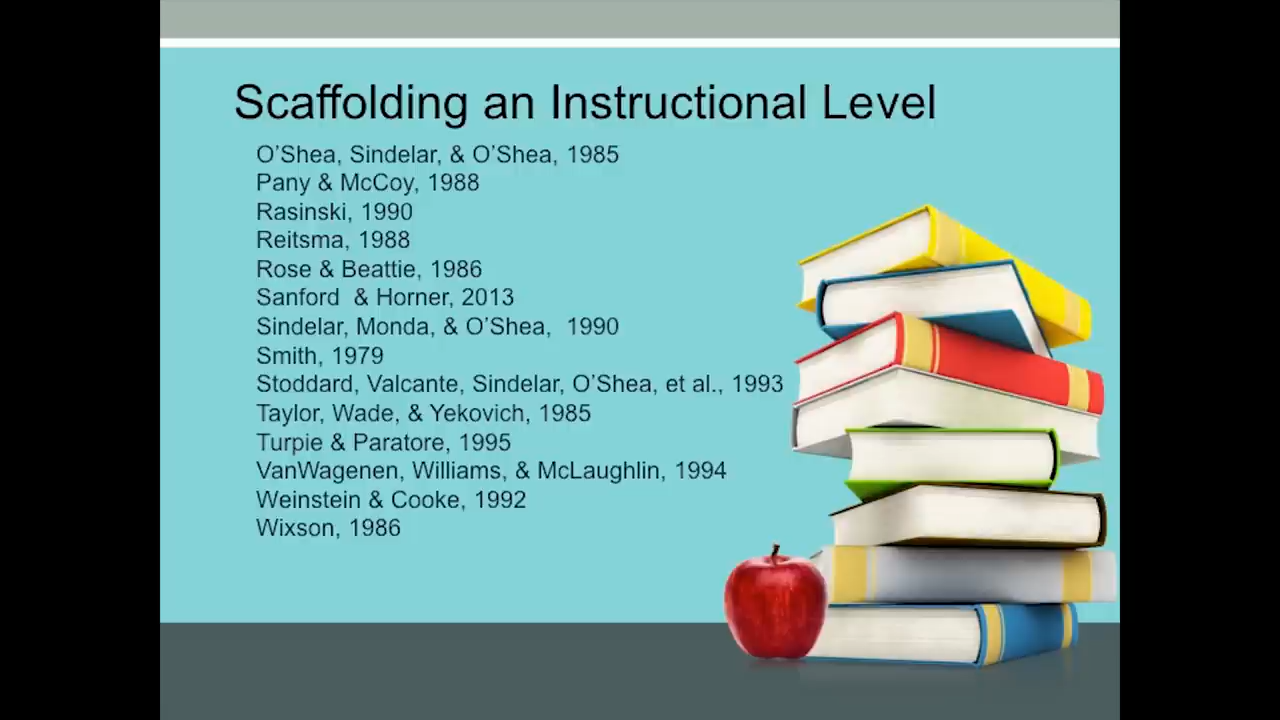 Scaffolding an Instructional Level
O’Shea, Sindelar, & O’Shea, 1985
Pany & McCoy, 1988
Rasinski, 1990
Reitsma, 1988
Rose & Beattie, 1986
Sanford  & Horner, 2013
Sindelar, Monda, & O’Shea,  1990
Smith, 1979
Stoddard, Valcante, Sindelar, O’Shea, et al., 1993
Taylor, Wade, & Yekovich, 1985
Turpie & Paratore, 1995
VanWagenen, Williams, & McLaughlin, 1994
Weinstein & Cooke, 1992
Wixson, 1986